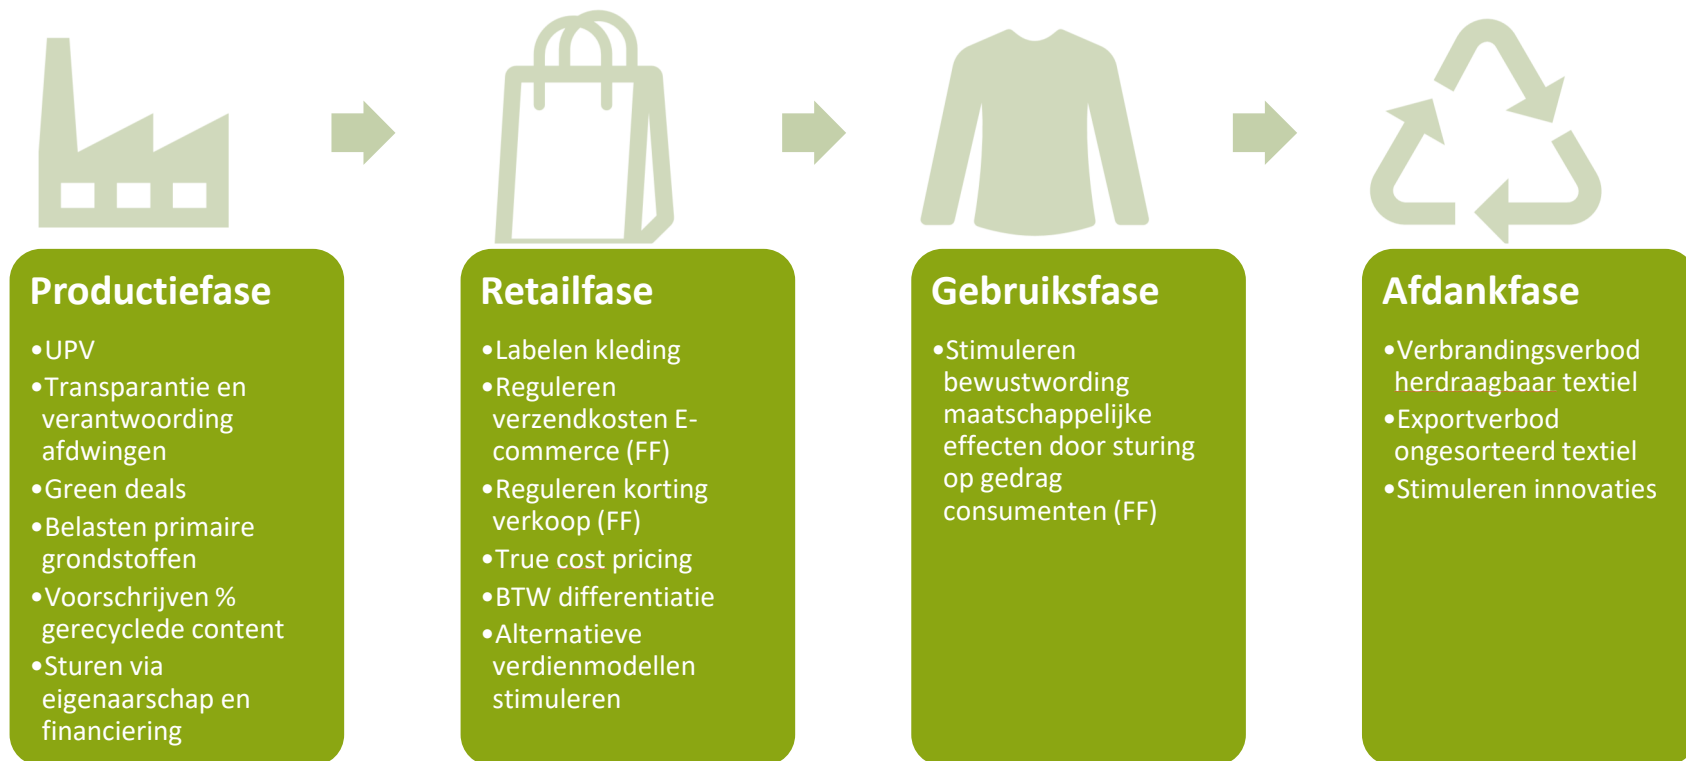 Productiefase
•UPV
•Transparantie en
verantwoording
afdwingen
•Green deals
•Belasten primaire
grondstoffen
•Voorschrijven %
gerecyclede content
•Sturen via
eigenaarschap en
financiering
Retailfase
•Labelen kleding
•Reguleren
verzendkosten E-
commerce (FF)
•Reguleren korting
verkoop (FF)
•True cost pricing
•BTW differentiatie
•Alternatieve
verdienmodellen
stimuleren
Gebruiksfase
•Stimuleren
bewustwording
maatschappelijke
effecten door sturing
op gedrag
consumenten (FF)
Afdankfase
•Verbrandingsverbod
herdraagbaar textiel
•Exportverbod
ongesorteerd textiel
•Stimuleren innovaties